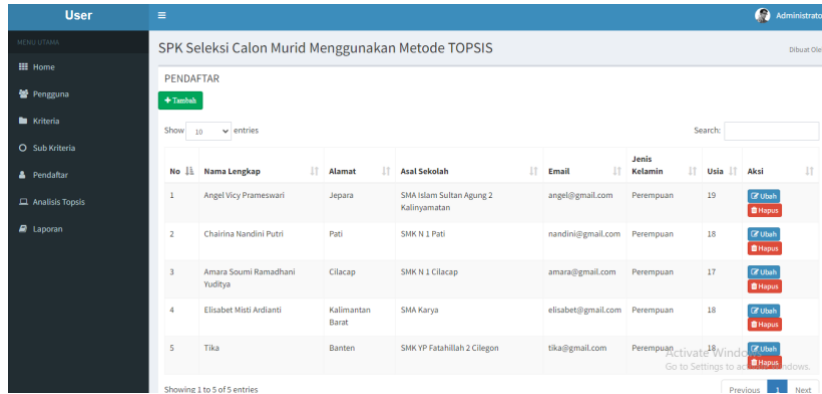 User
Administrato
MENU UTAMA
Home
Pengguna
Kriteria
Sub Kriteria
Pendaftar
Analisis Topsis
Laporan
SPK Seleksi Calon Murid Menggunakan Metode TOPSIS
Dibuat Ole
PENDAFTAR
+ Tambah
Show 10 entries
Search:
No Nama Lengkap Alamat Asal Sekolah Email Jenis Kelamin Usia Aksi
1 Angel Vicy Prameswari Jepara SMA Islam Sultan Agung 2 Kalinyamatan angel@gmail.com Perempuan 19 Ubah Hapus
2 Chairina Nandini Putri Pati SMK N 1 Pati nandini@gmail.com Perempuan 18 Ubah Hapus
3 Amara Soumi Ramadhani Yuditya Cilacap SMK N 1 Cilacap amara@gmail.com Perempuan 17 Ubah Hapus
4 Elisabet Misti Ardianti Kalimantan Barat SMA Karya elisabet@gmail.com Perempuan 18 Ubah Hapus
5 Tika Banten SMK YP Fatahillah 2 Cilegon tika@gmail.com Perempuan 18 Ubah Hapus
Activate Windows
Go to Settings to activate Windows.
Showing 1 to 5 of 5 entries
Previous 1 Next